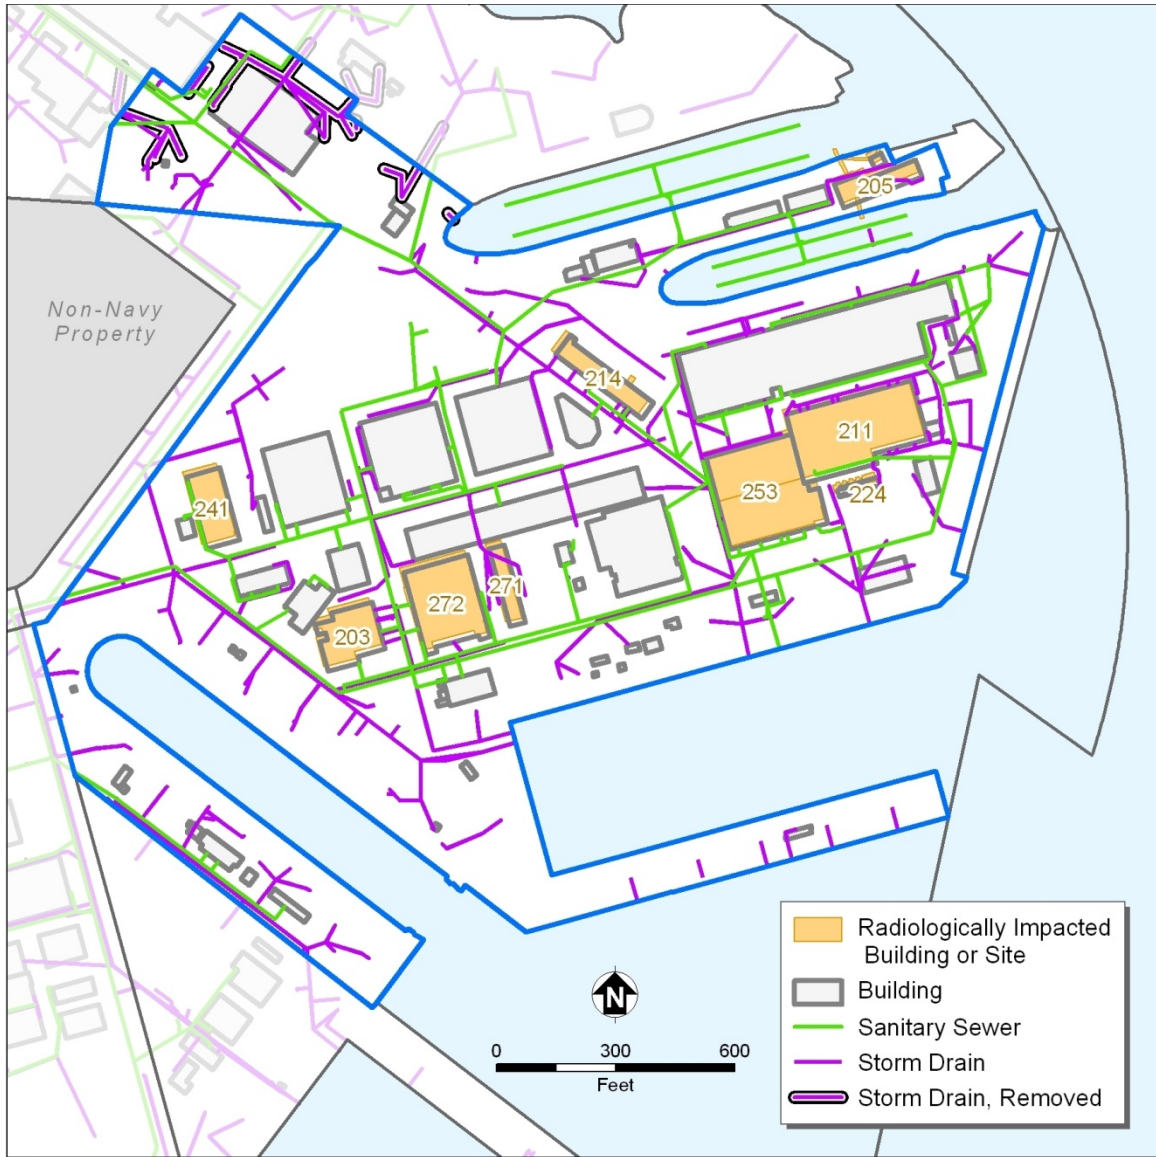 205
Non-Navy
Property
214
211
253
224
241
271
272
203
Radiologically Impacted
Building or Site
Building
Sanitary Sewer
Storm Drain
Storm Drain, Removed
N
0 300 600
Feet